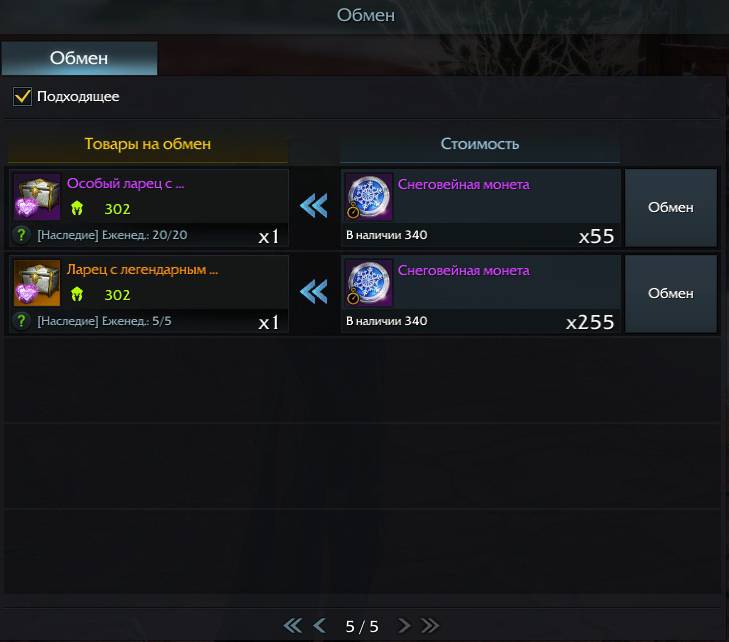 Обмен
Обмен
Подходящее
Товары на обмен
Стоимость
Особый ларец с ...
302
? [Наследие] Еженед.: 20/20
x1
Снеговейная монета
В наличии 340
x55
Обмен
Ларец с легендарным ...
302
? [Наследие] Еженед.: 5/5
x1
Снеговейная монета
В наличии 340
x255
Обмен
5 / 5